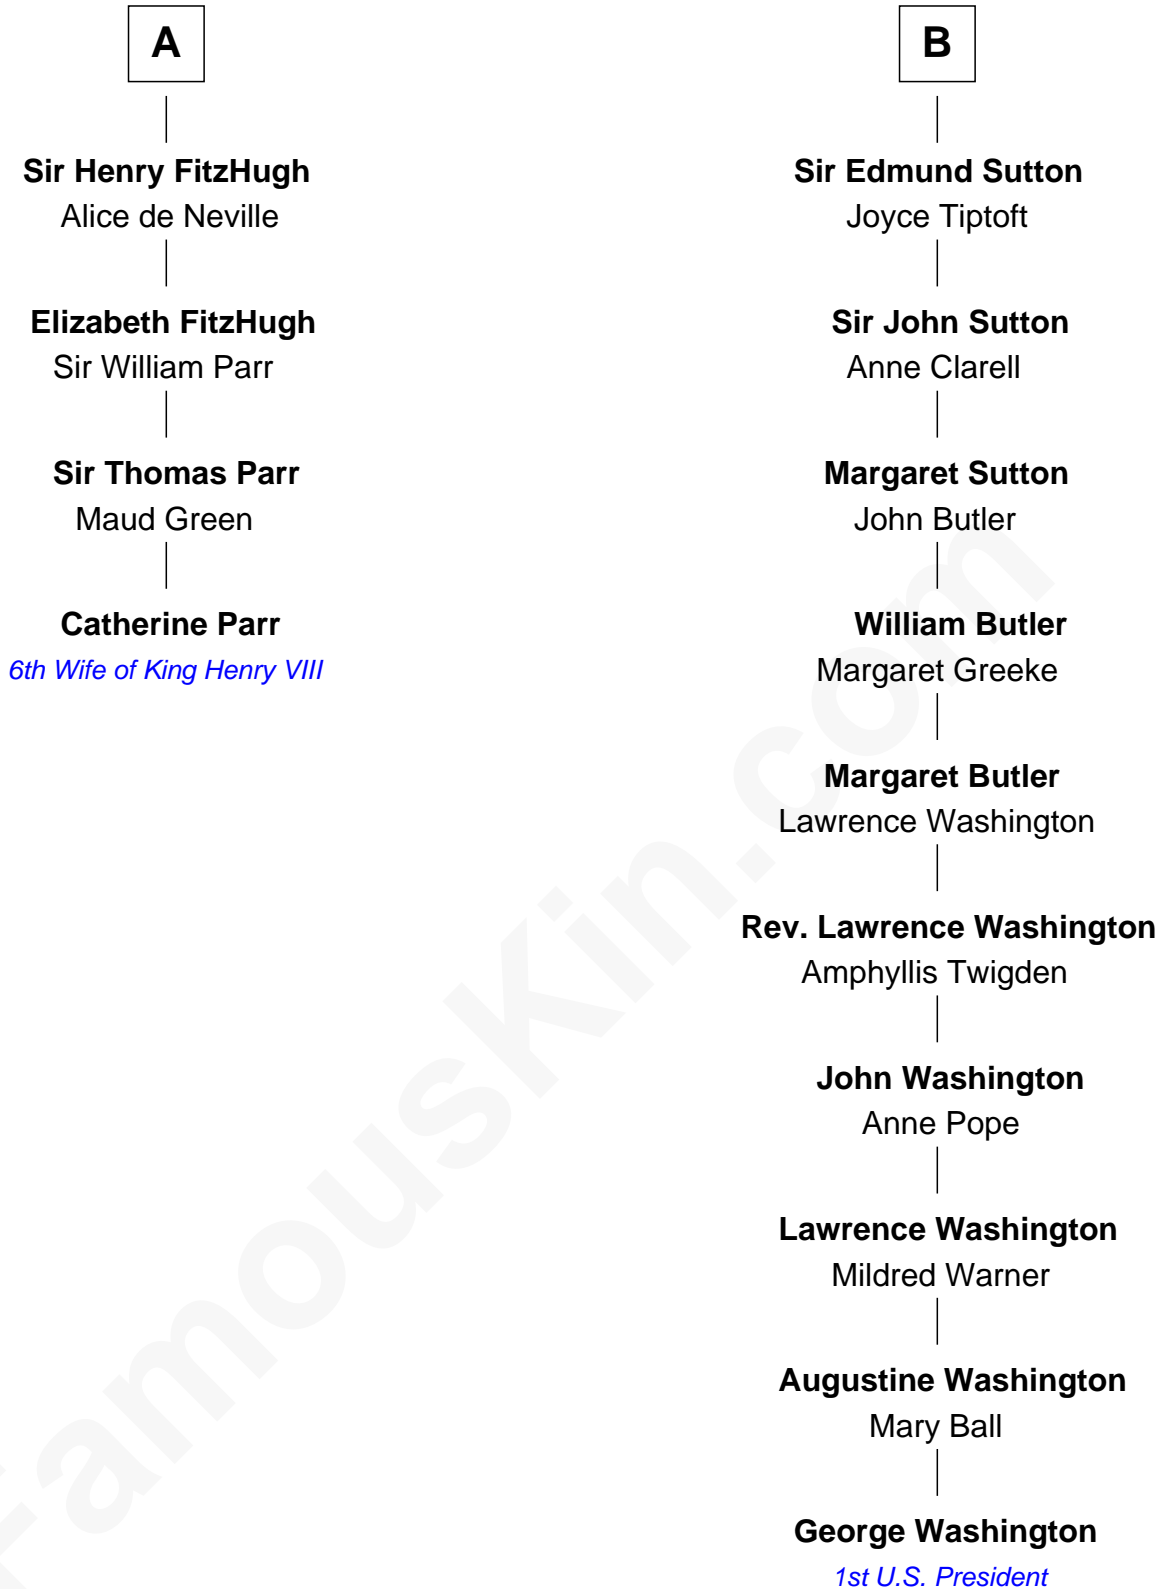 A
Sir Henry FitzHugh
Alice de Neville
Elizabeth FitzHugh
Sir William Parr
Sir Thomas Parr
Maud Green
Catherine Parr
6th Wife of King Henry VIII
B
Sir Edmund Sutton
Joyce Tiptoft
Sir John Sutton
Anne Clarell
Margaret Sutton
John Butler
William Butler
Margaret Greeke
Margaret Butler
Lawrence Washington
Rev. Lawrence Washington
Amphyllis Twigden
John Washington
Anne Pope
Lawrence Washington
Mildred Warner
Augustine Washington
Mary Ball
George Washington
1st U.S. President
FamousKin.com